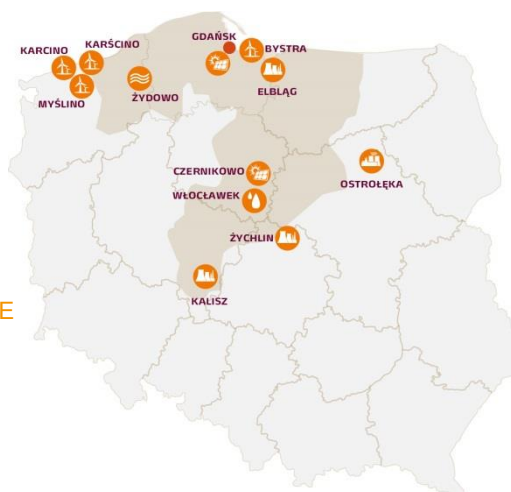 GDAŃSK
KARŚCINO
KARCINO
BYSTRA
MYŚLINO
ŻYDOWO
ELBLĄG
CZERNIKOWO
OSTROŁĘKA
WŁOCŁAWEK
ŻYCHLIN
KALISZ
E